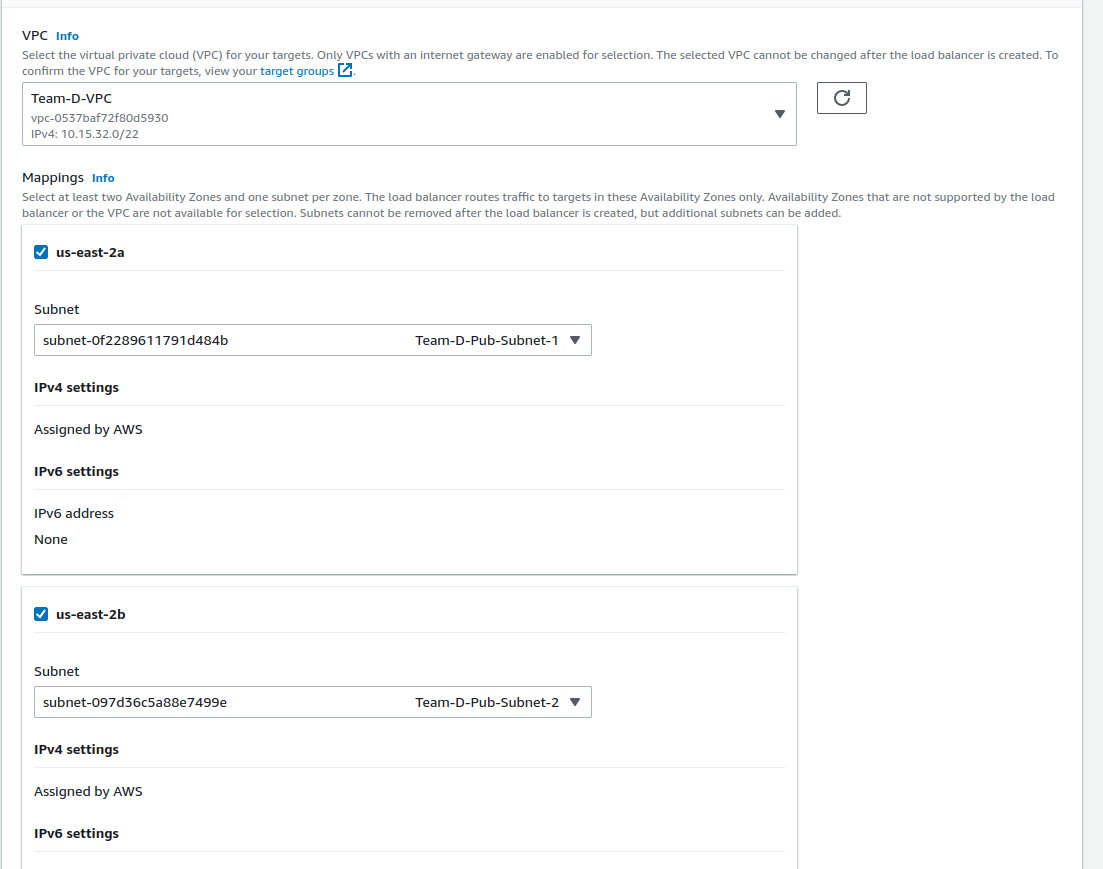 VPC Info
Select the virtual private cloud (VPC) for your targets. Only VPCs with an internet gateway are enabled for selection. The selected VPC cannot be changed after the load balancer is created. To
confirm the VPC for your targets, view your target groups.
Team-D-VPC
vpc-0537baf72f80d5930
IPv4: 10.15.32.0/22
Mappings Info
Select at least two Availability Zones and one subnet per zone. The load balancer routes traffic to targets in these Availability Zones only. Availability Zones that are not supported by the load
balancer or the VPC are not available for selection. Subnets cannot be removed after the load balancer is created, but additional subnets can be added.
us-east-2a
Subnet
subnet-0f2289611791d484b Team-D-Pub-Subnet-1
IPv4 settings
Assigned by AWS
IPv6 settings
IPv6 address
None
us-east-2b
Subnet
subnet-097d36c5a88e7499e Team-D-Pub-Subnet-2
IPv4 settings
Assigned by AWS
IPv6 settings